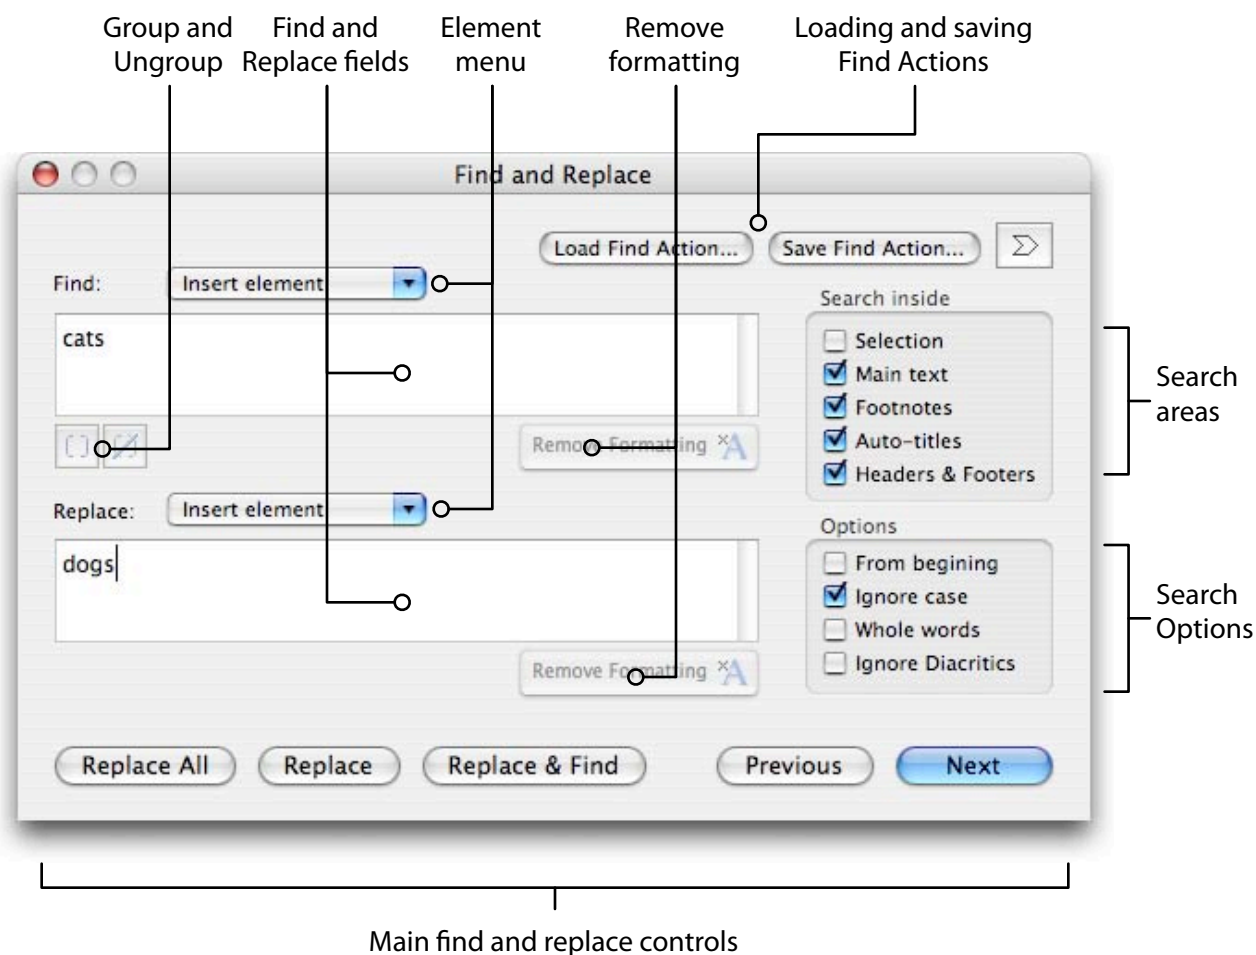 Group and Ungroup
Find and Replace fields
Element menu
Remove formatting
Loading and saving Find Actions
Find and Replace
Load Find Action...
Save Find Action...
Find:
Insert element
Search inside
cats
Selection
Main text
Footnotes
Auto-titles
Headers & Footers
Search areas
Remove Formatting
Replace:
Insert element
Options
dogs
From begining
Ignore case
Whole words
Ignore Diacritics
Search Options
Remove Formatting
Replace All
Replace
Replace & Find
Previous
Next
Main find and replace controls